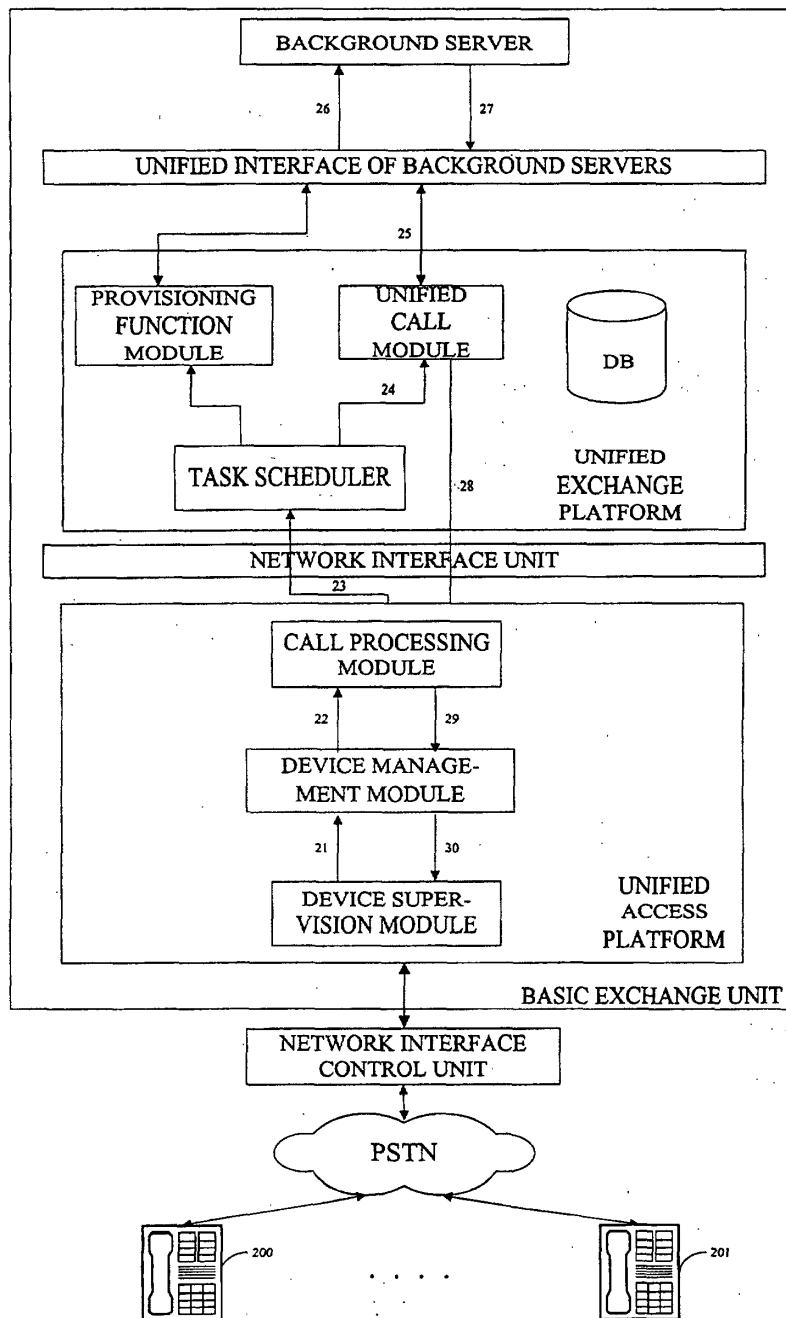 BACKGROUND SERVER
26
27
UNIFIED INTERFACE OF BACKGROUND SERVERS
25
PROVISIONING
FUNCTION
MODULE
UNIFIED
CALL
MODULE
DB
24
TASK SCHEDULER
28
UNIFIED
EXCHANGE
PLATFORM
NETWORK INTERFACE UNIT
23
CALL PROCESSING
MODULE
22
29
DEVICE MANAGE-
MENT MODULE
21
30
DEVICE SUPER-
VISION MODULE
UNIFIED
ACCESS
PLATFORM
BASIC EXCHANGE UNIT
NETWORK INTERFACE
CONTROL UNIT
PSTN
200
. . . .
201